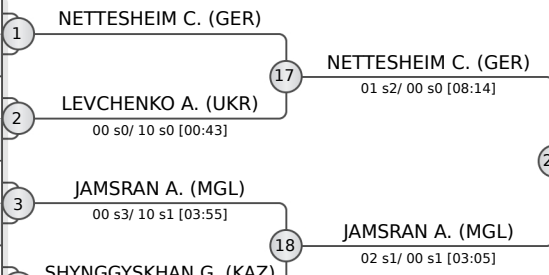 NETTESHEIM C. (GER)
1
17
NETTESHEIM C. (GER)
01 s2/ 00 s0 [08:14]
2
LEVCHENKO A. (UKR)
00 s0/ 10 s0 [00:43]
3
JAMSRAN A. (MGL)
00 s3/ 10 s1 [03:55]
18
JAMSRAN A. (MGL)
02 s1/ 00 s1 [03:05]
SHYNGGYSKHAN G. (KAZ)